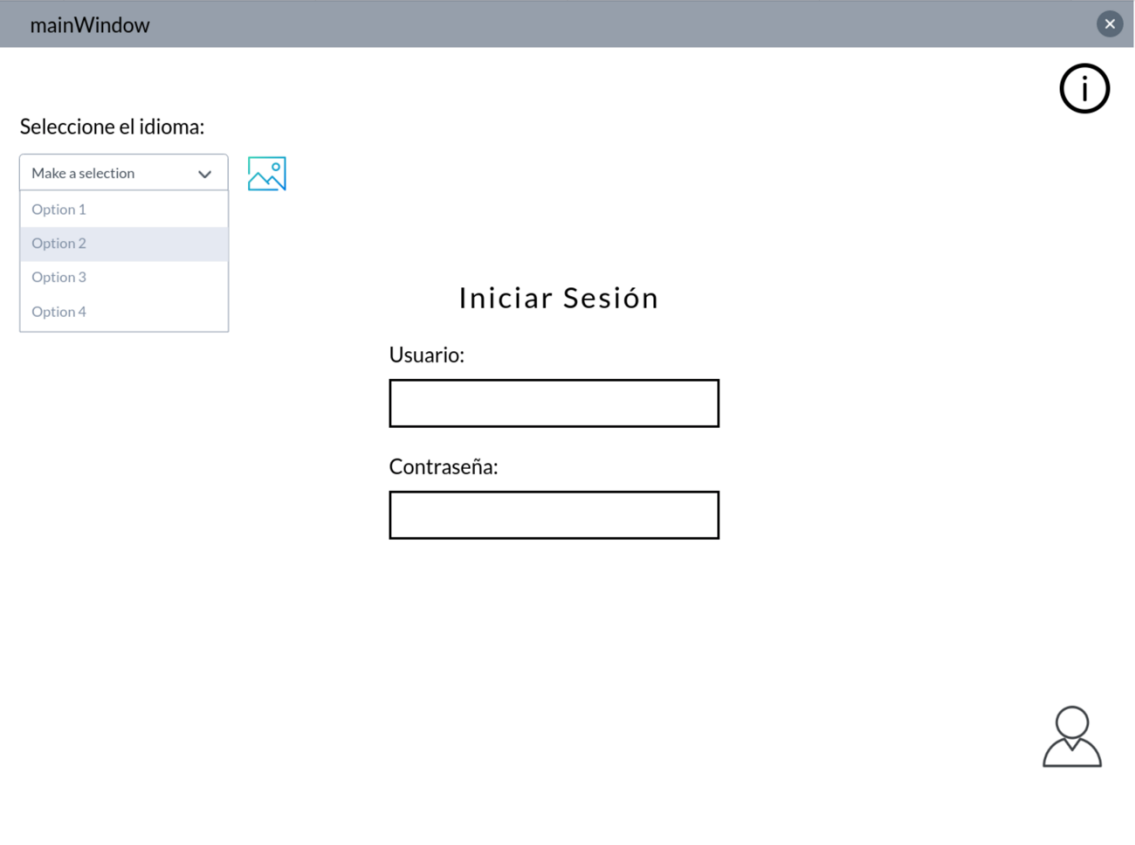 mainWindow
Seleccione el idioma:
Make a selection
Option 1
Option 2
Option 3
Option 4
Iniciar Sesión
Usuario:
Contraseña: